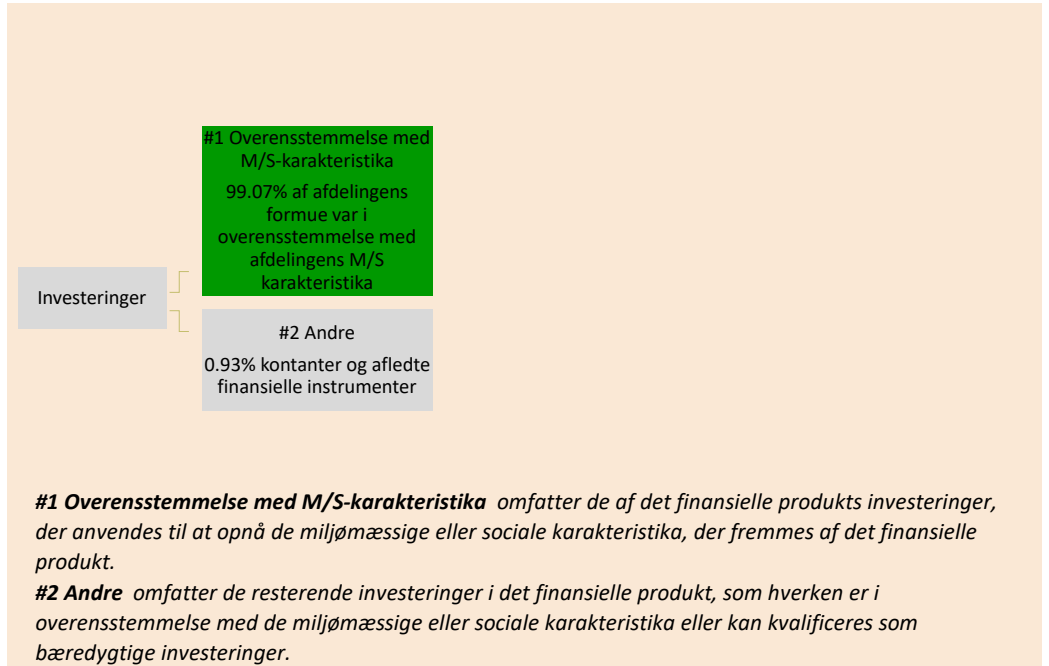 #1 Overensstemmelse med
M/S-karakteristika
99.07% af afdelingens
formue var i
overensstemmelse med
afdelingens M/S
karakteristika
Investeringer
#2 Andre
0.93% kontanter og afledte
finansielle instrumenter
#1 Overensstemmelse med M/S-karakteristika omfatter de af det finansielle produkts investeringer,
der anvendes til at opnå de miljømæssige eller sociale karakteristika, der fremmes af det finansielle
produkt.
#2 Andre omfatter de resterende investeringer i det finansielle produkt, som hverken er i
overensstemmelse med de miljømæssige eller sociale karakteristika eller kan kvalificeres som
bæredygtige investeringer.